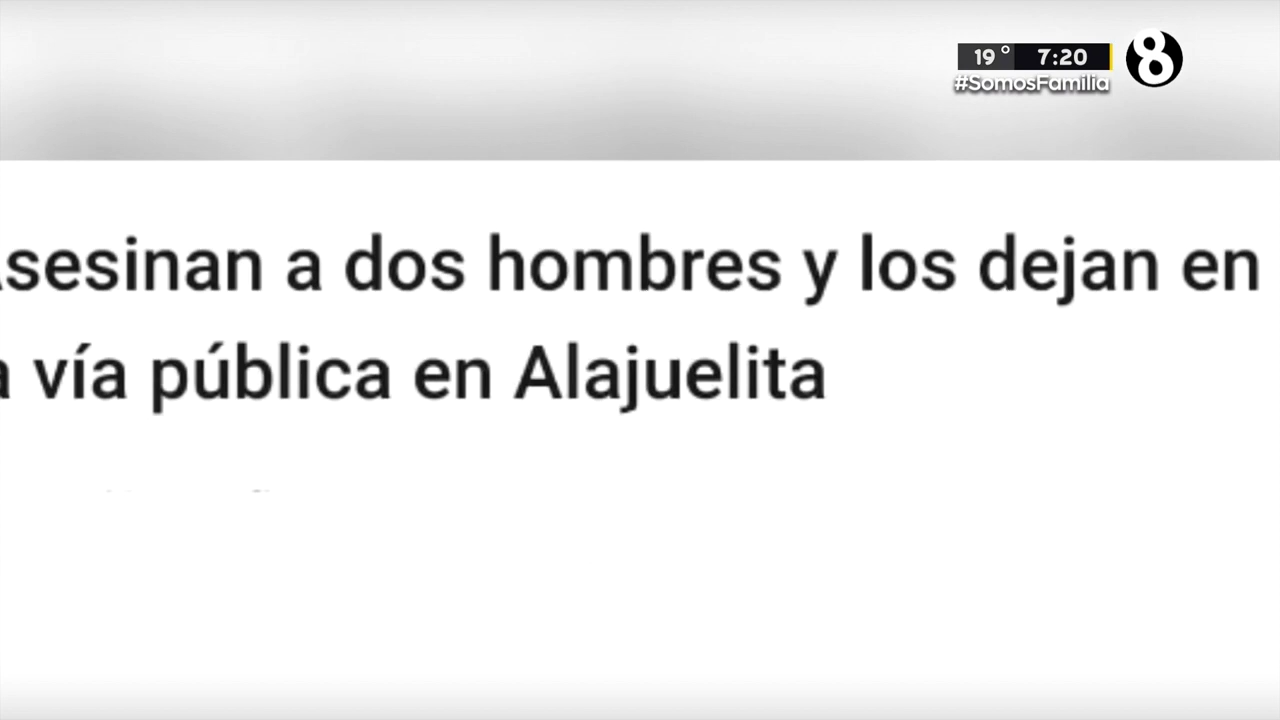 19° 7:20 8
#SomosFamilia
sesinan a dos hombres y los dejan en
a vía pública en Alajuelita